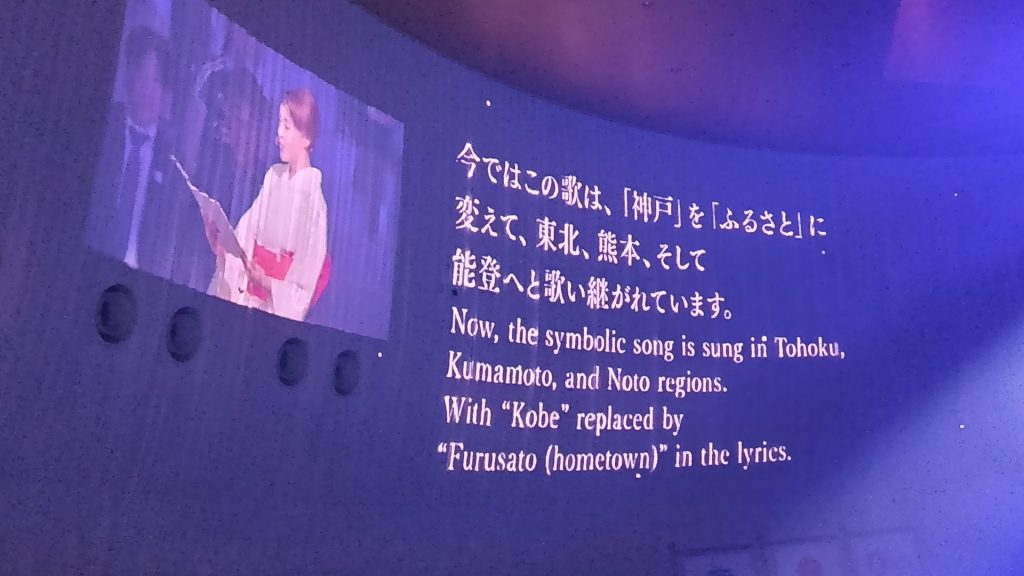 今ではこの歌は、「神戸」を「ふるさと」に
変えて、東北、熊本、そして
能登へと歌い継がれています。
Now, the symbolic song is sung in Tohoku,
Kumamoto, and Noto regions.
With “Kobe” replaced by
“Furusato (hometown)” in the lyrics.